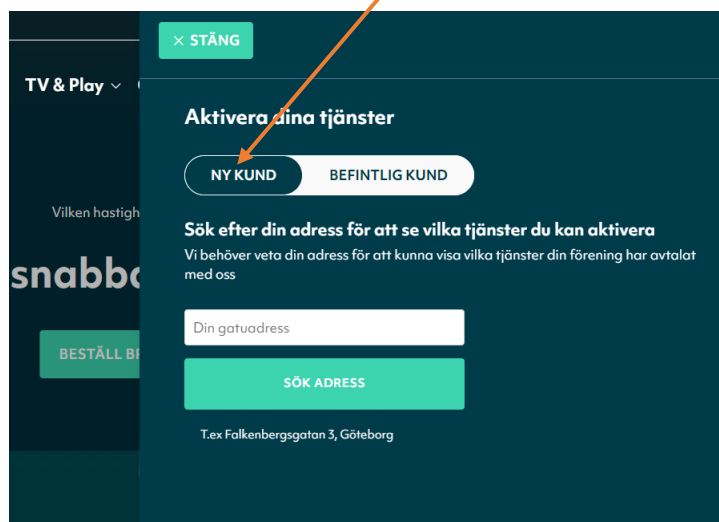 × STÄNG
TV & Play
Aktivera dina tjänster
NY KUND
BEFINTLIG KUND
Vilken hastigh
Sök efter din adress för att se vilka tjänster du kan aktivera
Vi behöver veta din adress för att kunna visa vilka tjänster din förening har avtalat
med oss
snabba
Din gatuadress
BESTÄLL BR
SÖK ADRESS
T.ex Falkenbergsgatan 3, Göteborg